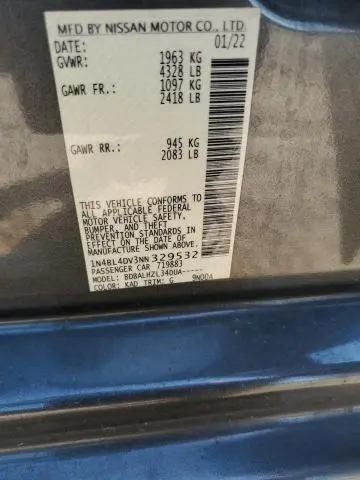 MFD BY NISSAN MOTOR CO., LTD.
DATE: 01/22
GVWR: 1963 KG
4328 LB
GAWR FR.: 1097 KG
2418 LB
GAWR RR.: 945 KG
2083 LB
THIS VEHICLE CONFORMS TO
ALL APPLICABLE FEDERAL
MOTOR VEHICLE SAFETY,
BUMPER, AND THEFT
PREVENTION STANDARDS IN
EFFECT ON THE DATE OF
MANUFACTURE SHOWN ABOVE.
1N4BL4DV3NN329532
PASSENGER CAR 719883
MODEL: BDBALHZL34DUA-----
COLOR: KAD TRIM: G 9N00A